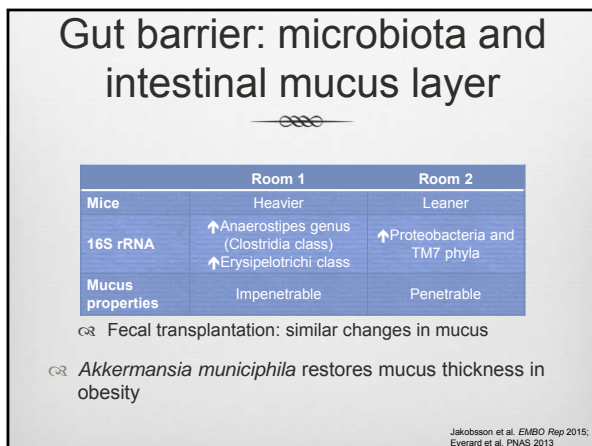 Gut barrier: microbiota and
intestinal mucus layer
Room 1 Room 2
Mice Heavier Leaner
16S rRNA ↑Anaerostipes genus
(Clostridia class)
↑Erysipelotrichi class ↑Proteobacteria and
TM7 phyla
Mucus
properties Impenetrable Penetrable
Fecal transplantation: similar changes in mucus
Akkermansia municiphila restores mucus thickness in
obesity
Jakobsson et al. EMBO Rep 2015;
Everard et al. PNAS 2013